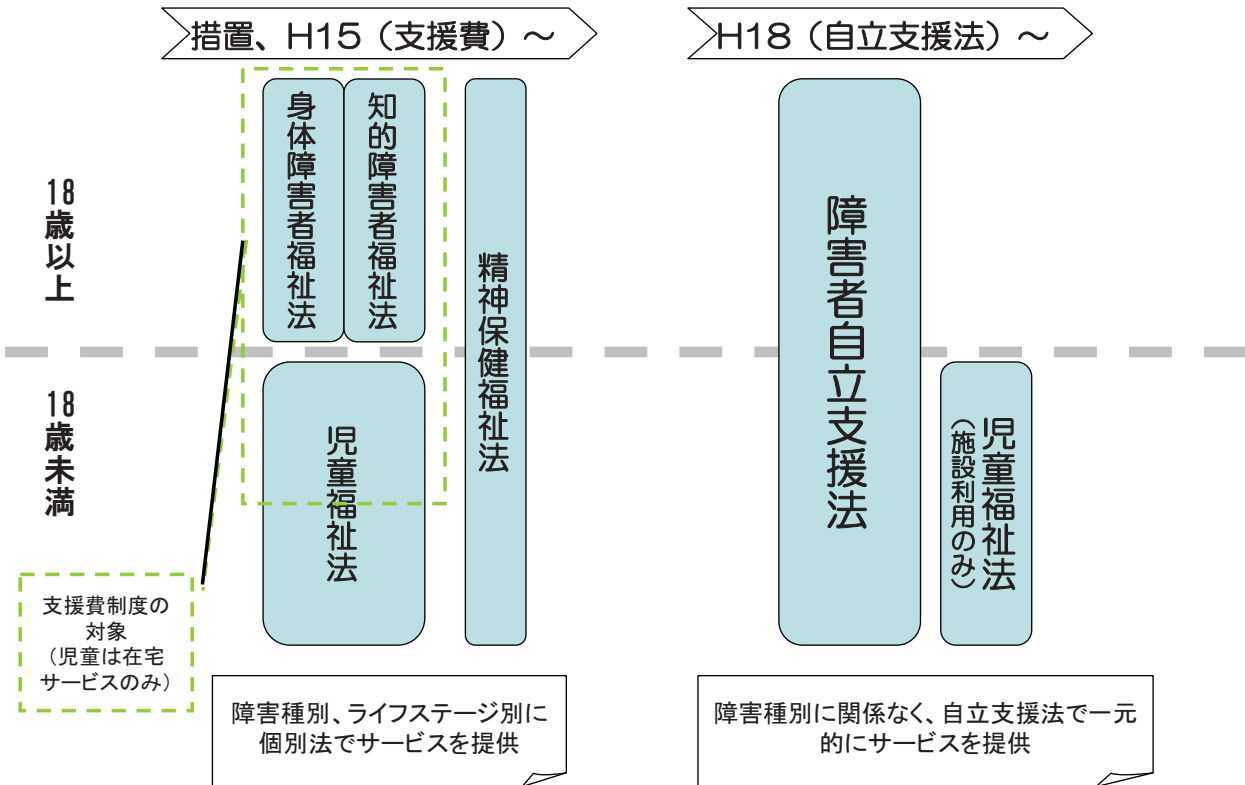 措置、H15（支援費）～
H18（自立支援法）～
18歳以上
18歳未満
身体障害者福祉法
知的障害者福祉法
精神保健福祉法
児童福祉法
支援費制度の
対象
（児童は在宅
サービスのみ）
障害種別、ライフステージ別に
個別法でサービスを提供
障害者自立支援法
児童福祉法
（施設利用のみ）
障害種別に関係なく、自立支援法で一元
的にサービスを提供